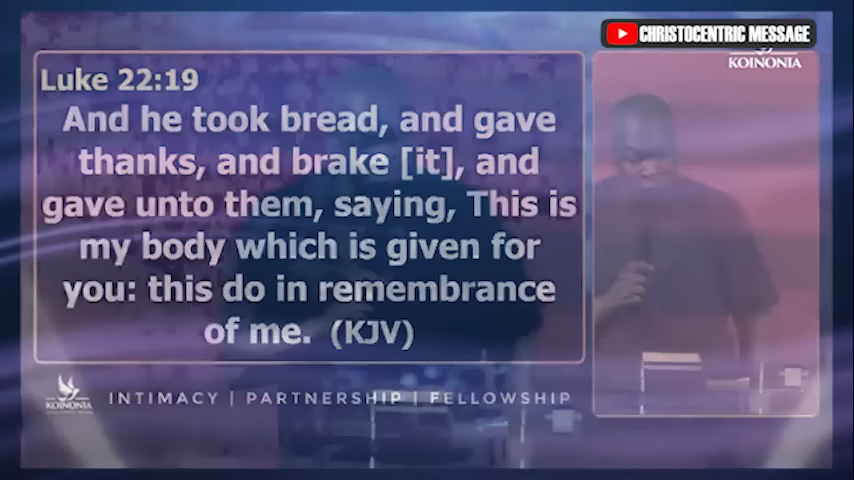 CHRISTOCENTRIC MESSAGE
KOINONIA
Luke 22:19
And he took bread, and gave
thanks, and brake [it], and
gave unto them, saying, This is
my body which is given for
you: this do in remembrance
of me. (KJV)
KOINONIA
INTIMACY | PARTNERSHIP | FELLOWSHIP